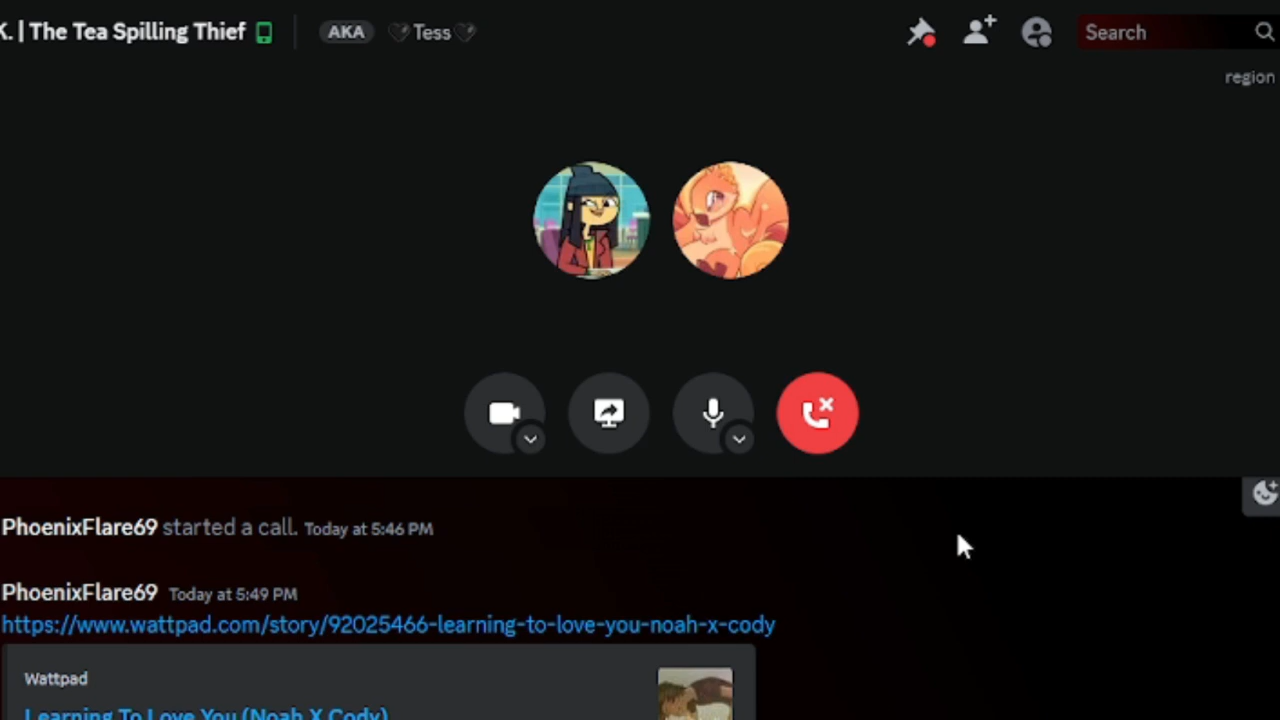 K. | The Tea Spilling Thief AKA 🖤Tess🖤 Search
region
PhoenixFlare69 started a call. Today at 5:46 PM
PhoenixFlare69 Today at 5:49 PM
https://www.wattpad.com/story/92025466-learning-to-love-you-noah-x-cody
Wattpad
Learning To Love You (Noah X Cody)